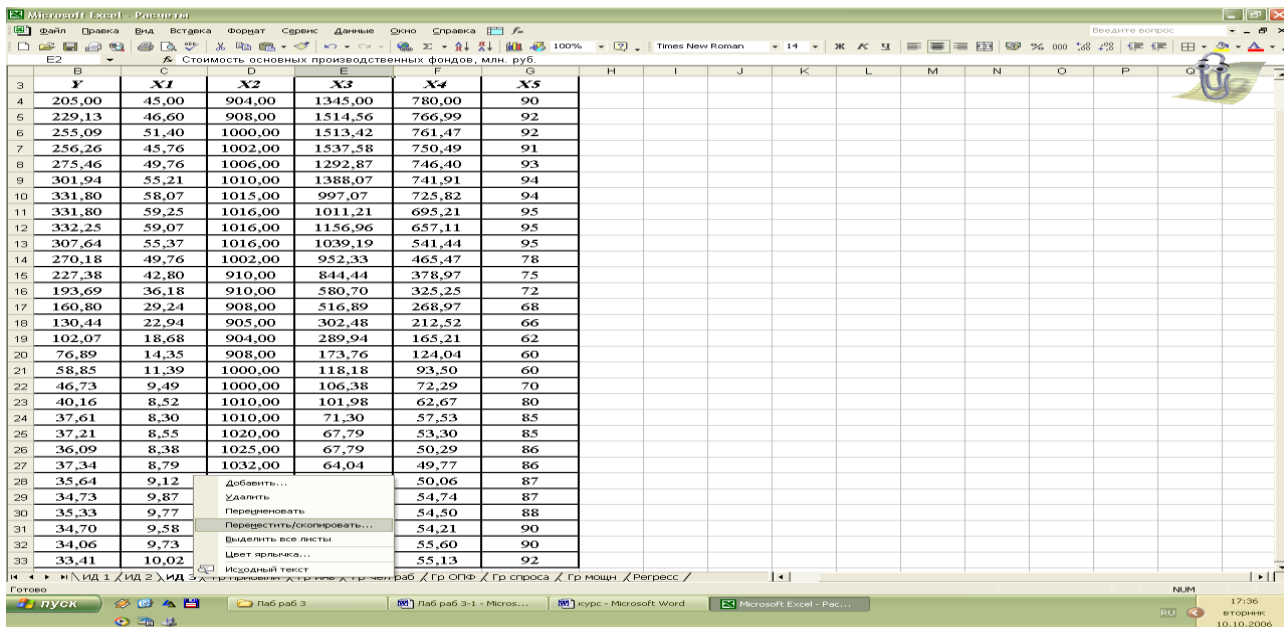 Microsoft Excel - Расчеты
Файл Правка Вид Вставка Формат Сервис Данные Окно Справка
Введите вопрос
100% Times New Roman 14 Ж К Ч
E2 fx Стоимость основных производственных фондов, млн. руб.
B C D E F G H I J K L M N O P Q
3 Y X1 X2 X3 X4 X5
4 205,00 45,00 904,00 1345,00 780,00 90
5 229,13 46,60 908,00 1514,56 766,99 92
6 255,09 51,40 1000,00 1513,42 761,47 92
7 256,26 45,76 1002,00 1537,58 750,49 91
8 275,46 49,76 1006,00 1292,87 746,40 93
9 301,94 55,21 1010,00 1388,07 741,91 94
10 331,80 58,07 1015,00 997,07 725,82 94
11 331,80 59,25 1016,00 1011,21 695,21 95
12 332,25 59,07 1016,00 1156,96 657,11 95
13 307,64 55,37 1016,00 1039,19 541,44 95
14 270,18 49,76 1002,00 952,33 465,47 78
15 227,38 42,80 910,00 844,44 378,97 75
16 193,69 36,18 910,00 580,70 325,25 72
17 160,80 29,24 908,00 516,89 268,97 68
18 130,44 22,94 905,00 302,48 212,52 66
19 102,07 18,68 904,00 289,94 165,21 62
20 76,89 14,35 908,00 173,76 124,04 60
21 58,85 11,39 1000,00 118,18 93,50 60
22 46,73 9,49 1000,00 106,38 72,29 70
23 40,16 8,52 1010,00 101,98 62,67 80
24 37,61 8,30 1010,00 71,30 57,53 85
25 37,21 8,55 1020,00 67,79 53,30 85
26 36,09 8,38 1025,00 67,79 50,29 86
27 37,34 8,79 1032,00 64,04 49,77 86
28 35,64 9,12 50,06 87
29 34,73 9,87 54,74 87
30 35,33 9,77 54,50 88
31 34,70 9,58 54,21 90
32 34,06 9,73 55,60 90
33 33,41 10,02 55,13 92
Добавить...
Удалить
Переименовать
Переместить/скопировать...
Выделить все листы
Цвет ярлычка...
Исходный текст
ИД 1 ИД 2 ИД 3 раб Гр ОПФ Гр спроса Гр мощн Регресс
Готово
NUM
пуск Лаб раб 3 Лаб раб 3-1 - Micros... курс - Microsoft Word Microsoft Excel - Рас...
RU
17:36
вторник
10.10.2006